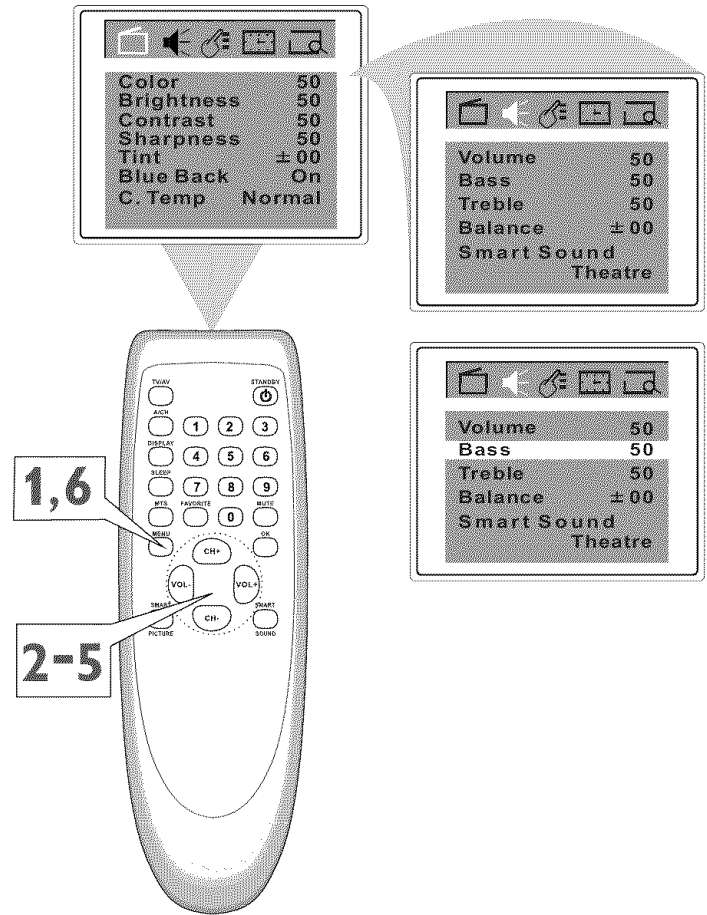 Color 50
Brightness 50
Contrast 50
Sharpness 50
Tint ±00
Blue Back On
C. Temp Normal
Volume 50
Bass 50
Treble 50
Balance ±00
Smart Sound
Theatre
Volume 50
Bass 50
Treble 50
Balance ±00
Smart Sound
Theatre
TV/AV STANDBY
A/CH
1 2 3
DISPLAY
4 5 6
SLEEP
7 8 9
MTS FAVORITE MUTE
0
MENU OK
CH+
VOL- VOL+
CH-
SMART SMART
PICTURE SOUND
1,6
2-5